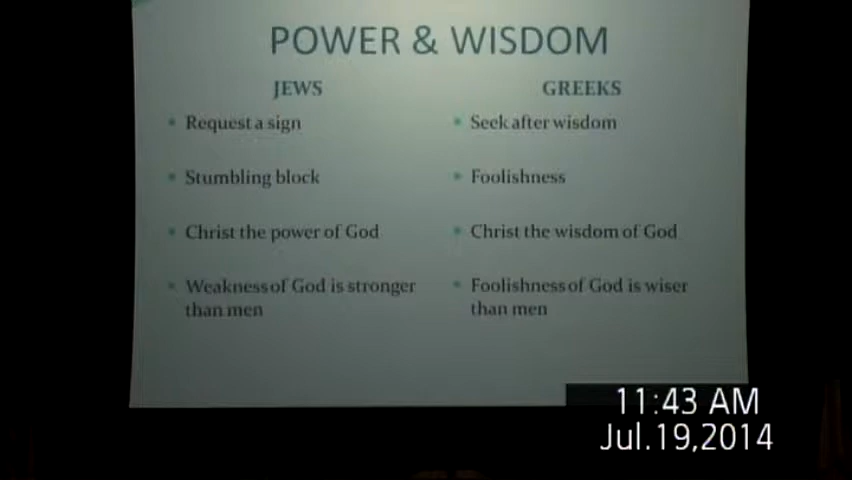 POWER & WISDOM
JEWS
Request a sign
Stumbling block
Christ the power of God
Weakness of God is stronger
than men
GREEKS
Seek after wisdom
Foolishness
Christ the wisdom of God
Foolishness of God is wiser
than men
11:43 AM
Jul.19,2014